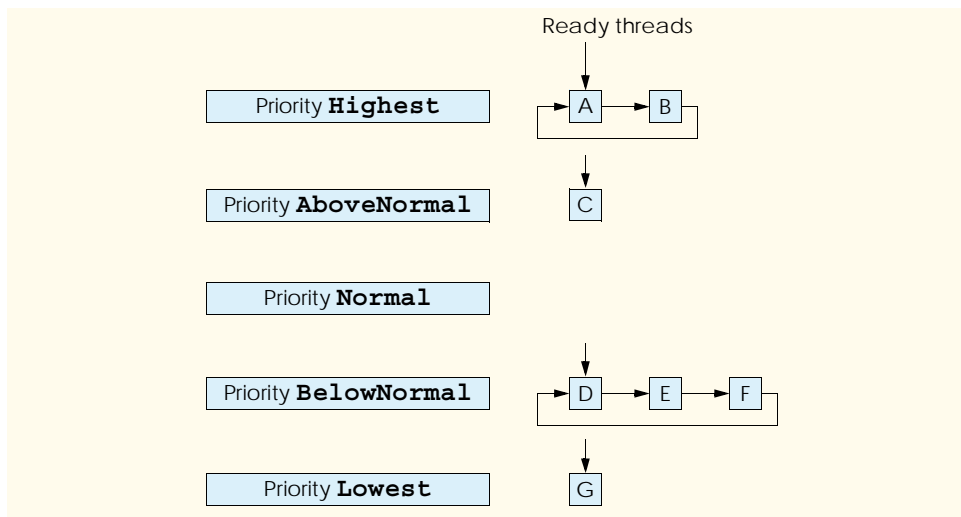 Ready threads
Priority Highest
A
B
Priority AboveNormal
C
Priority Normal
Priority BelowNormal
D
E
F
Priority Lowest
G